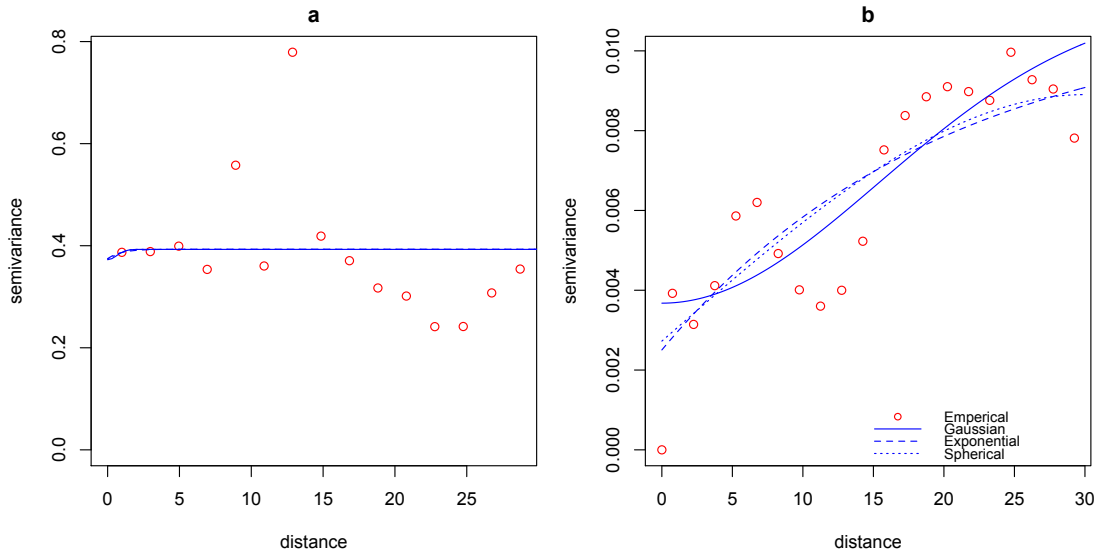 a
b
semivariance
0.0
0.2
0.4
0.6
0.8
0 5 10 15 20 25
distance
semivariance
0.000
0.002
0.004
0.006
0.008
0.010
0 5 10 15 20 25 30
distance
Emperical
Gaussian
Exponential
Spherical